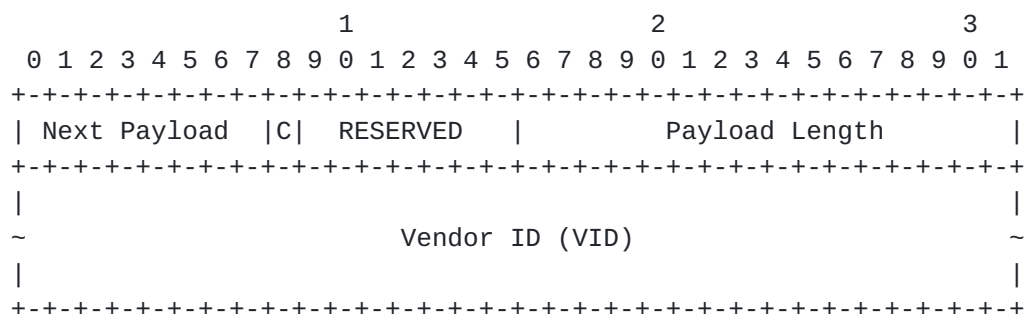 1                   2                   3
 0 1 2 3 4 5 6 7 8 9 0 1 2 3 4 5 6 7 8 9 0 1 2 3 4 5 6 7 8 9 0 1
+-+-+-+-+-+-+-+-+-+-+-+-+-+-+-+-+-+-+-+-+-+-+-+-+-+-+-+-+-+-+-+-+
| Next Payload  |C|  RESERVED   |         Payload Length        |
+-+-+-+-+-+-+-+-+-+-+-+-+-+-+-+-+-+-+-+-+-+-+-+-+-+-+-+-+-+-+-+-+
|                                                               |
~                        Vendor ID (VID)                        ~
|                                                               |
+-+-+-+-+-+-+-+-+-+-+-+-+-+-+-+-+-+-+-+-+-+-+-+-+-+-+-+-+-+-+-+-+